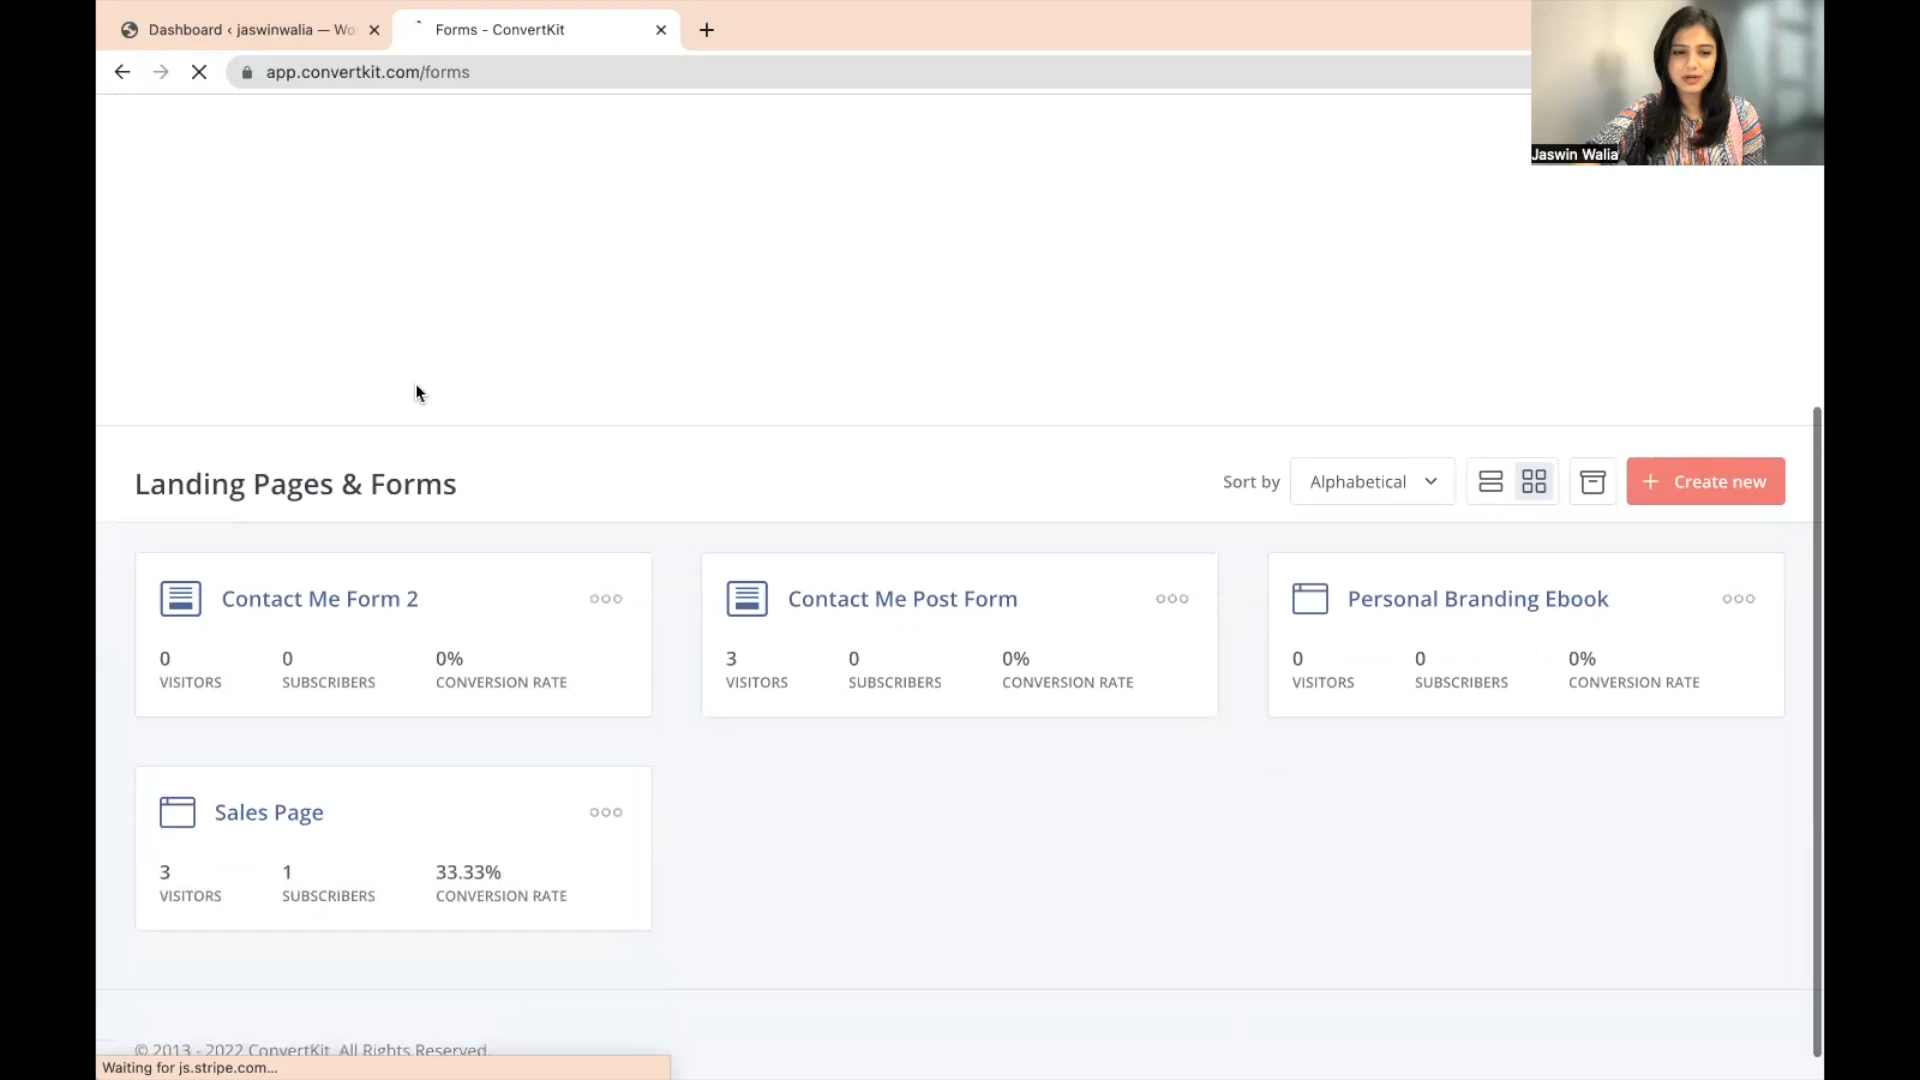 Dashboard ‹ jaswinwalia — Wo
Forms - ConvertKit
app.convertkit.com/forms
Jaswin Walia
Landing Pages & Forms
Sort by
Alphabetical
Create new
Contact Me Form 2
0
VISITORS
0
SUBSCRIBERS
0%
CONVERSION RATE
Contact Me Post Form
3
VISITORS
0
SUBSCRIBERS
0%
CONVERSION RATE
Personal Branding Ebook
0
VISITORS
0
SUBSCRIBERS
0%
CONVERSION RATE
Sales Page
3
VISITORS
1
SUBSCRIBERS
33.33%
CONVERSION RATE
© 2013 - 2022 ConvertKit. All Rights Reserved.
Waiting for js.stripe.com...